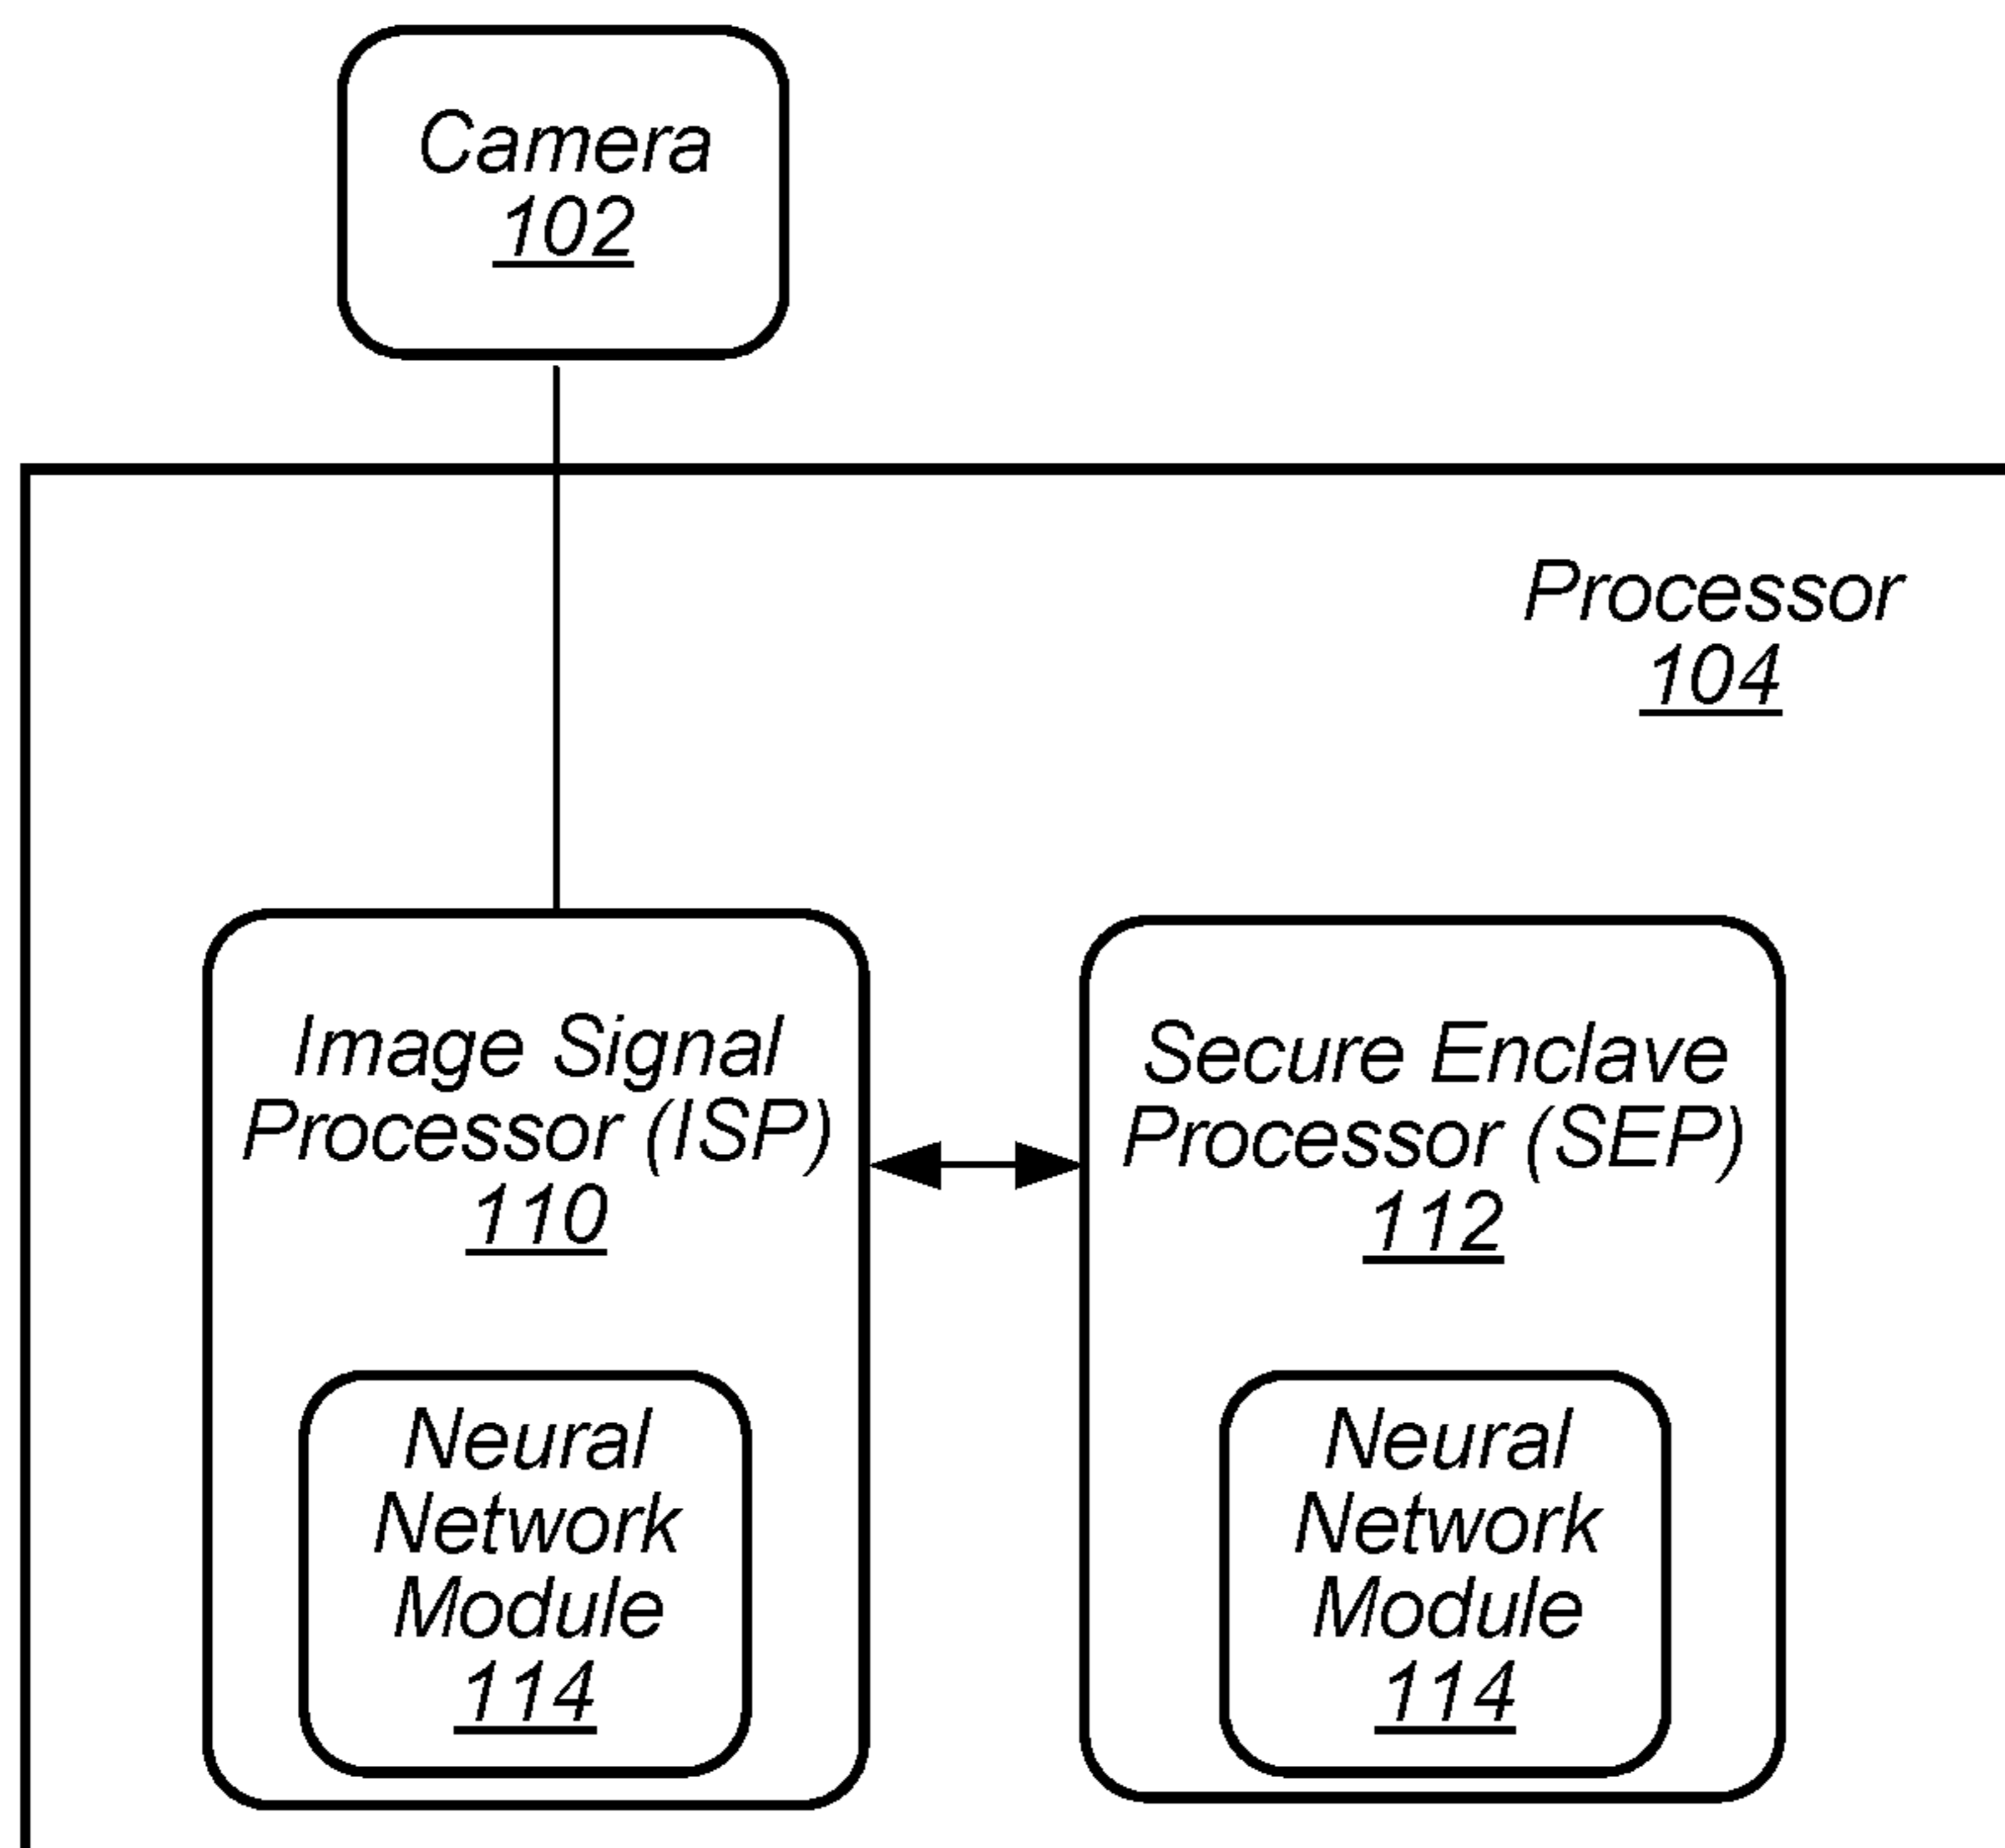 Camera
102
Processor
104
Image Signal
Processor (ISP)
110
Secure Enclave
Processor (SEP)
112
Neural
Network
Module
114
Neural
Network
Module
114